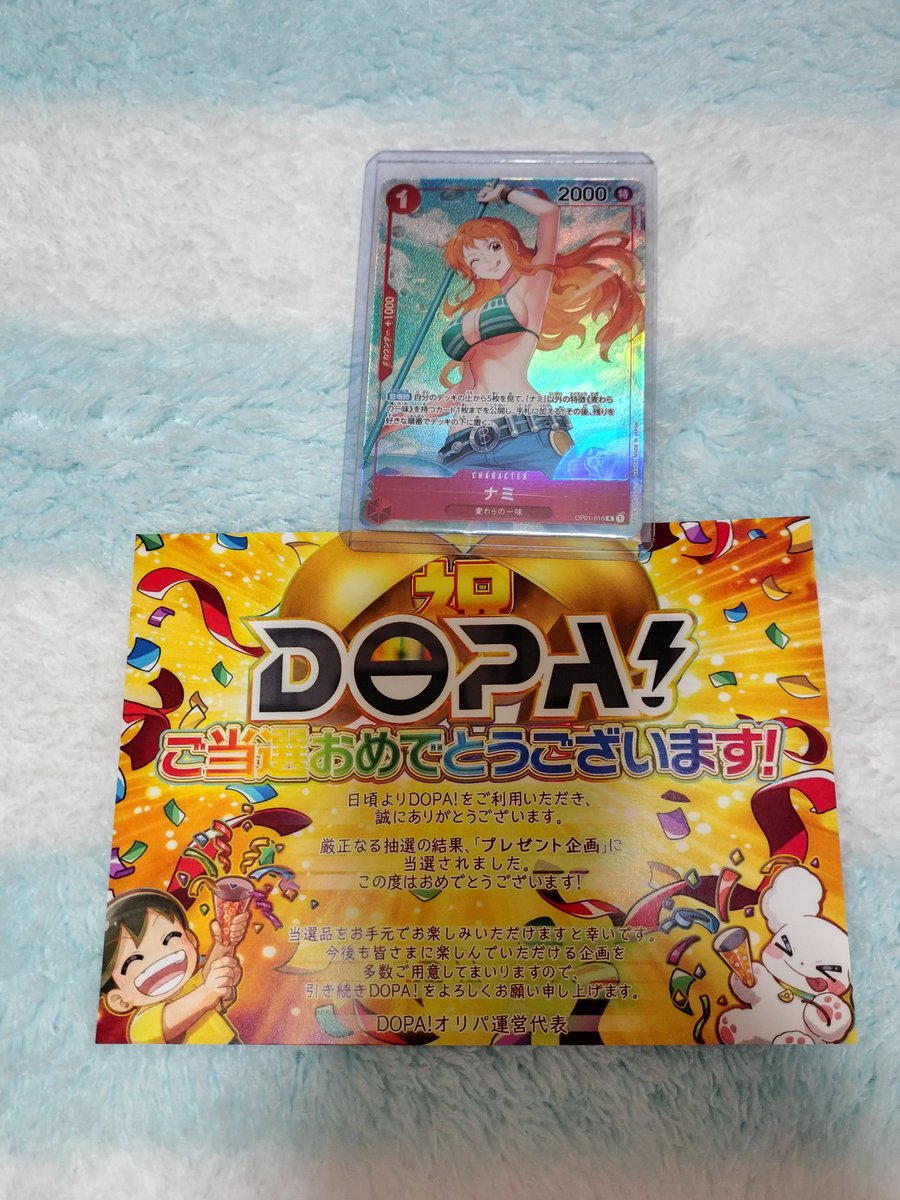 1
2000
特
カウンター +1000
登場時 自分のデッキの上から5枚を見て、「ナミ」以外の特徴《麦わら
の一味》を持つカード1枚までを公開し、手札に加える。その後、残りを
好きな順番でデッキの下に置く。
CHARACTER
ナミ
麦わらの一味
OP01-016 R 1
祝
DOPA!
ご当選おめでとうございます!
日頃よりDOPA!をご利用いただき、
誠にありがとうございます。
厳正なる抽選の結果、「プレゼント企画」に
当選されました。
この度はおめでとうございます!
当選品をお手元でお楽しみいただけますと幸いです。
今後も皆さまに楽しんでいただける企画を
多数ご用意してまいりますので、
引き続きDOPA!をよろしくお願い申し上げます。
DOPA!オリパ運営代表